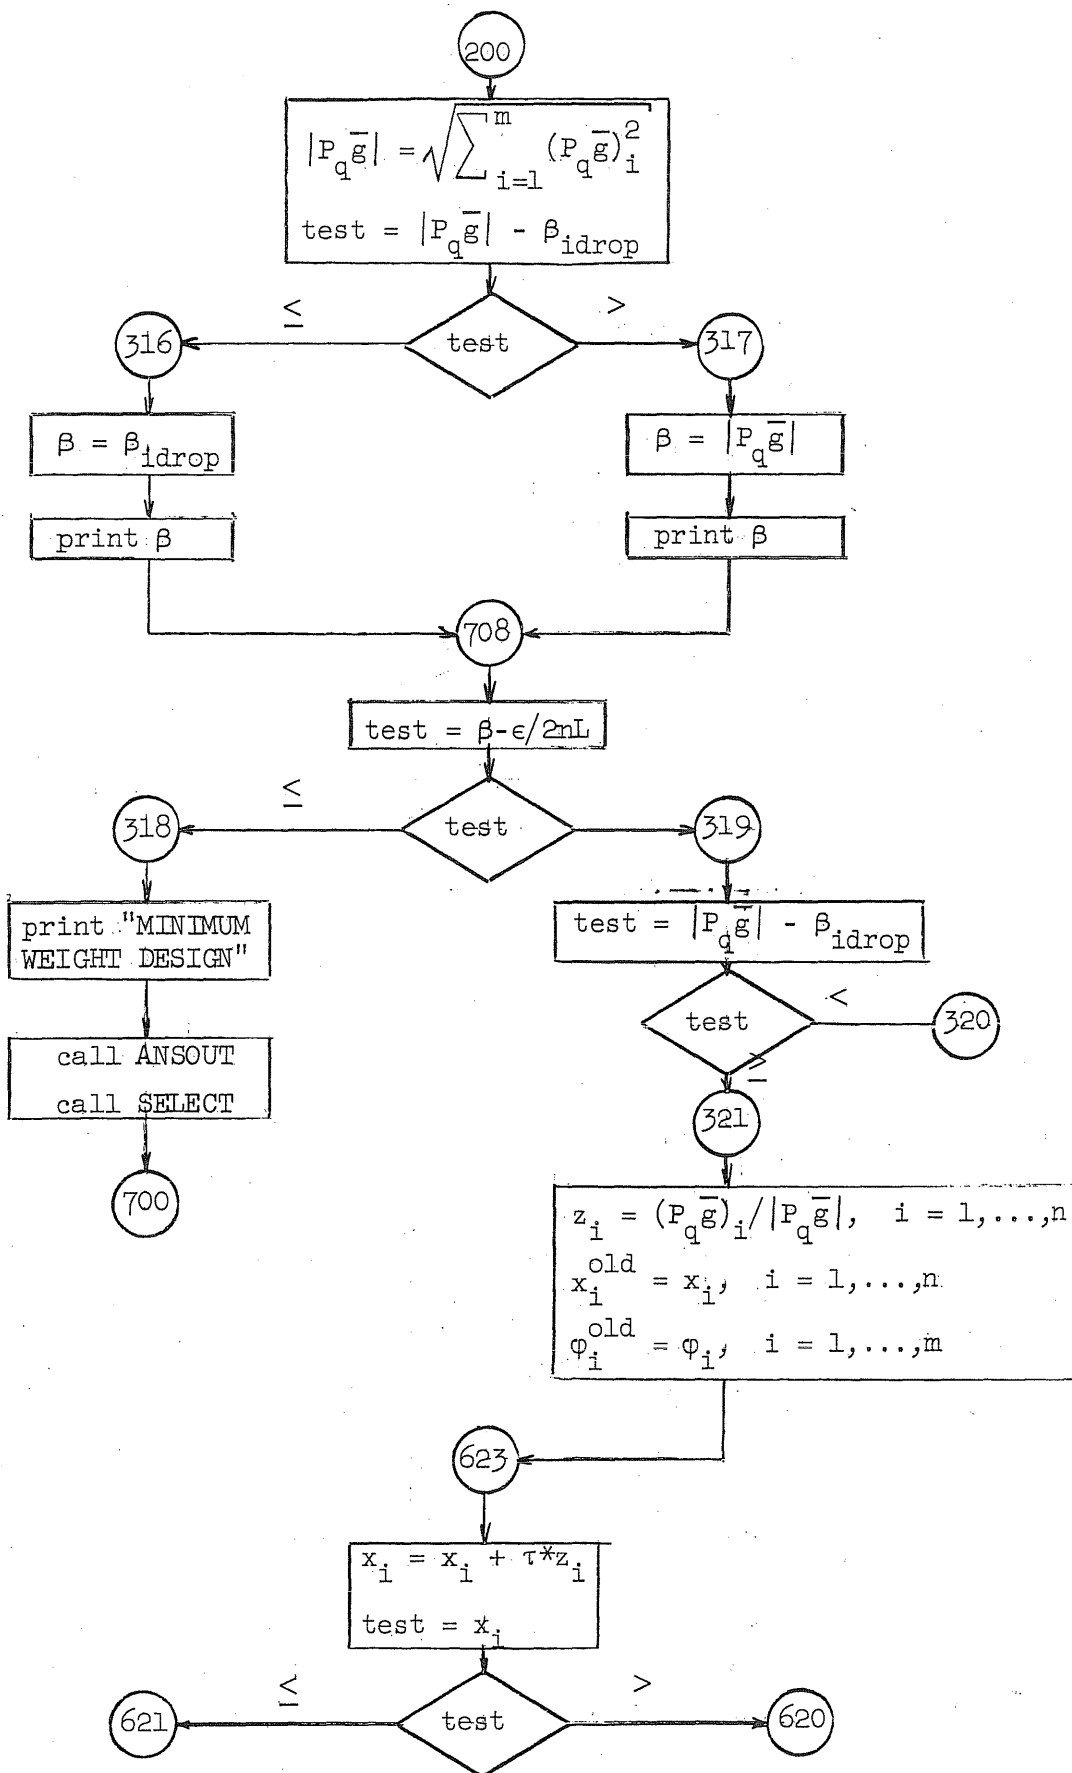 200
|P_q g̅| = √∑_{i=1}^{m} (P_q g̅)_i^2
test = |P_q g̅| - β_idrop
≤
>
316
test
317
β = β_idrop
β = |P_q g̅|
print β
print β
708
test = β-ϵ/2nL
≤
318
test
319
print "MINIMUM
WEIGHT DESIGN"
test = |P_q g̅| - β_idrop
<
test
320
call ANSOUT
call SELECT
≥
321
700
z_i = (P_q g̅)_i/|P_q g̅|, i = 1,...,n
x_i^old = x_i, i = 1,...,n
φ_i^old = φ_i, i = 1,...,m
623
x_i = x_i + τ*z_i
test = x_i
≤
>
621
test
620